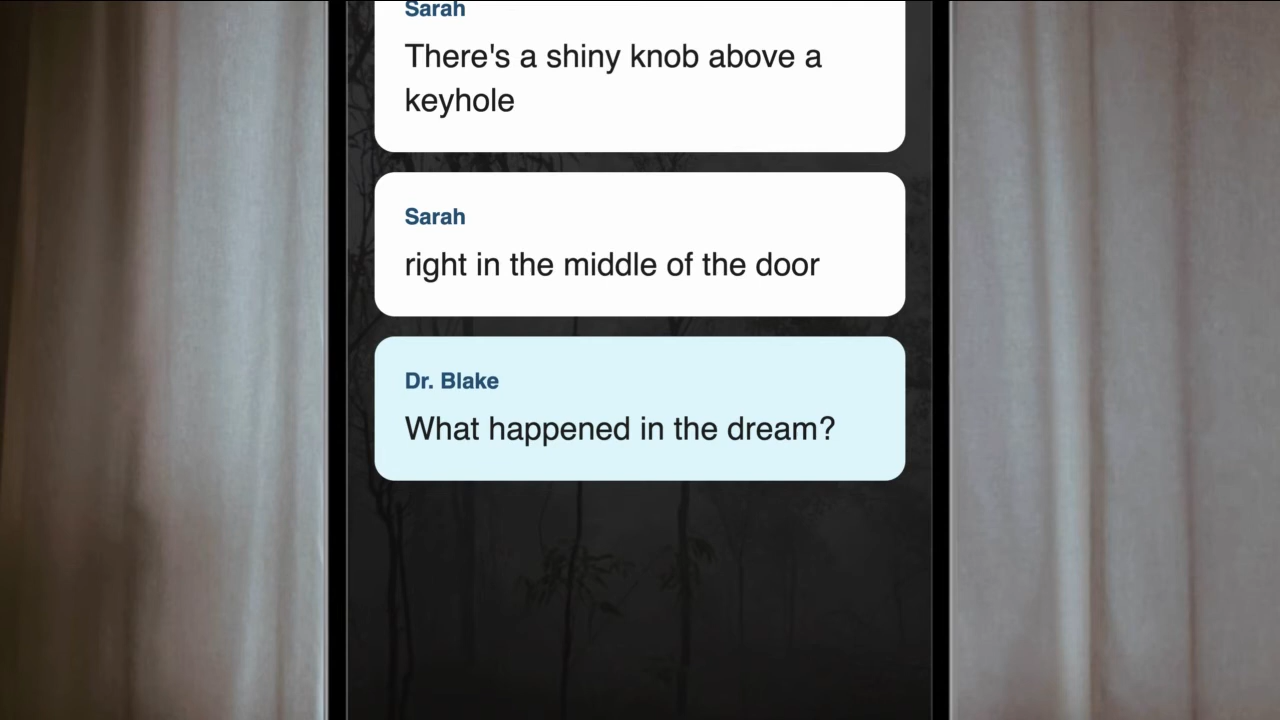 Sarah
There's a shiny knob above a
keyhole
Sarah
right in the middle of the door
Dr. Blake
What happened in the dream?